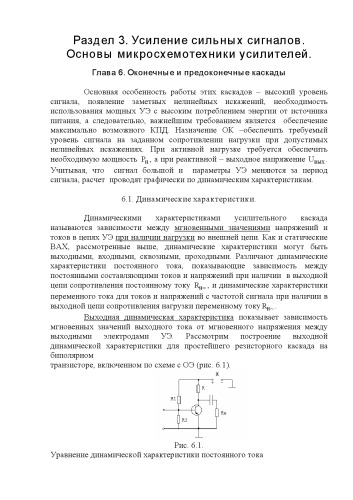 Раздел 3. Усиление сильных сигналов.
Основы микросхемотехники усилителей.
Глава 6. Оконечные и предоконечные каскады
Основная особенность работы этих каскадов – высокий уровень
сигнала, появление заметных нелинейных искажений, необходимость
использования мощных УЭ с высоким потреблением энергии от источника
питания, а следовательно, важнейшим требованием является обеспечение
максимально возможного КПД. Назначение ОК –обеспечить требуемый
уровень сигнала на заданном сопротивлении нагрузки при допустимых
нелинейных искажениях. При активной нагрузке требуется обеспечить
необходимую мощность Pн, а при реактивной – выходное напряжение Uвых.
Учитывая, что сигнал большой и параметры УЭ меняются за период
сигнала, расчет проводят графически по динамическим характеристикам.
6.1. Динамические характеристики.
Динамическими характеристиками усилительного каскада
называются зависимости между мгновенными значениями напряжений и
токов в цепях УЭ при наличии нагрузки во внешней цепи. Как и статические
ВАХ, рассмотренные выше, динамические характеристики могут быть
выходными, входными, сквозными, проходными. Различают динамические
характеристики постоянного тока, показывающие зависимость между
постоянными составляющими токов и напряжений при наличии в выходной
цепи сопротивления постоянному току Rн=, и динамические характеристики
переменного тока для токов и напряжений с частотой сигнала при наличии в
выходной цепи сопротивления нагрузки переменному току Rн~.
Выходная динамическая характеристика показывает зависимость
мгновенных значений выходного тока от мгновенного напряжения между
выходными электродами УЭ. Рассмотрим построение выходной
динамической характеристики для простейшего резисторного каскада на
биполярном
транзисторе, включенном по схеме с ОЭ (рис. 6.1).
R
R1
Rн
R2
Рис. 6.1.
Уравнение динамической характеристики постоянного тока